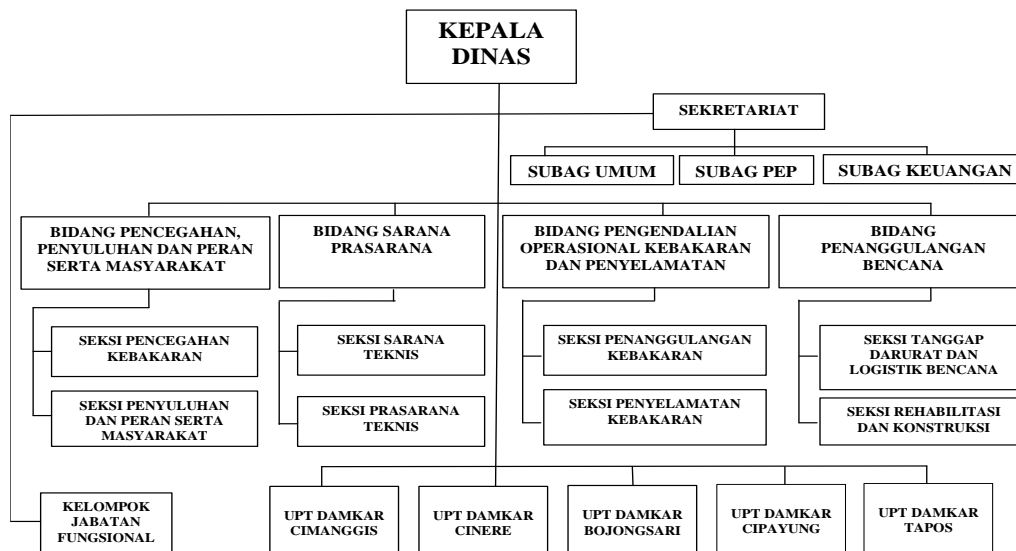 KEPALA
DINAS
SEKRETARIAT
SUBAG UMUM
SUBAG PEP
SUBAG KEUANGAN
BIDANG PENCEGAHAN,
PENYULUHAN DAN PERAN
SERTA MASYARAKAT
BIDANG SARANA
PRASARANA
BIDANG PENGENDALIAN
OPERASIONAL KEBAKARAN
DAN PENYELAMATAN
BIDANG
PENANGGULANGAN
BENCANA
SEKSI PENCEGAHAN
KEBAKARAN
SEKSI SARANA
TEKNIS
SEKSI PENANGGULANGAN
KEBAKARAN
SEKSI TANGGAP
DARURAT DAN
LOGISTIK BENCANA
SEKSI PENYULUHAN
DAN PERAN SERTA
MASYARAKAT
SEKSI PRASARANA
TEKNIS
SEKSI PENYELAMATAN
KEBAKARAN
SEKSI REHABILITASI
DAN KONSTRUKSI
KELOMPOK
JABATAN
FUNGSIONAL
UPT DAMKAR
CIMANGGIS
UPT DAMKAR
CINERE
UPT DAMKAR
BOJONGSARI
UPT DAMKAR
CIPAYUNG
UPT DAMKAR
TAPOS